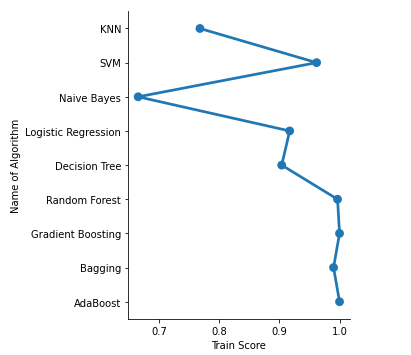 KNN
SVM
Naive Bayes
Logistic Regression
Decision Tree
Random Forest
Gradient Boosting
Bagging
AdaBoost
Name of Algorithm
0.7 0.8 0.9 1.0
Train Score